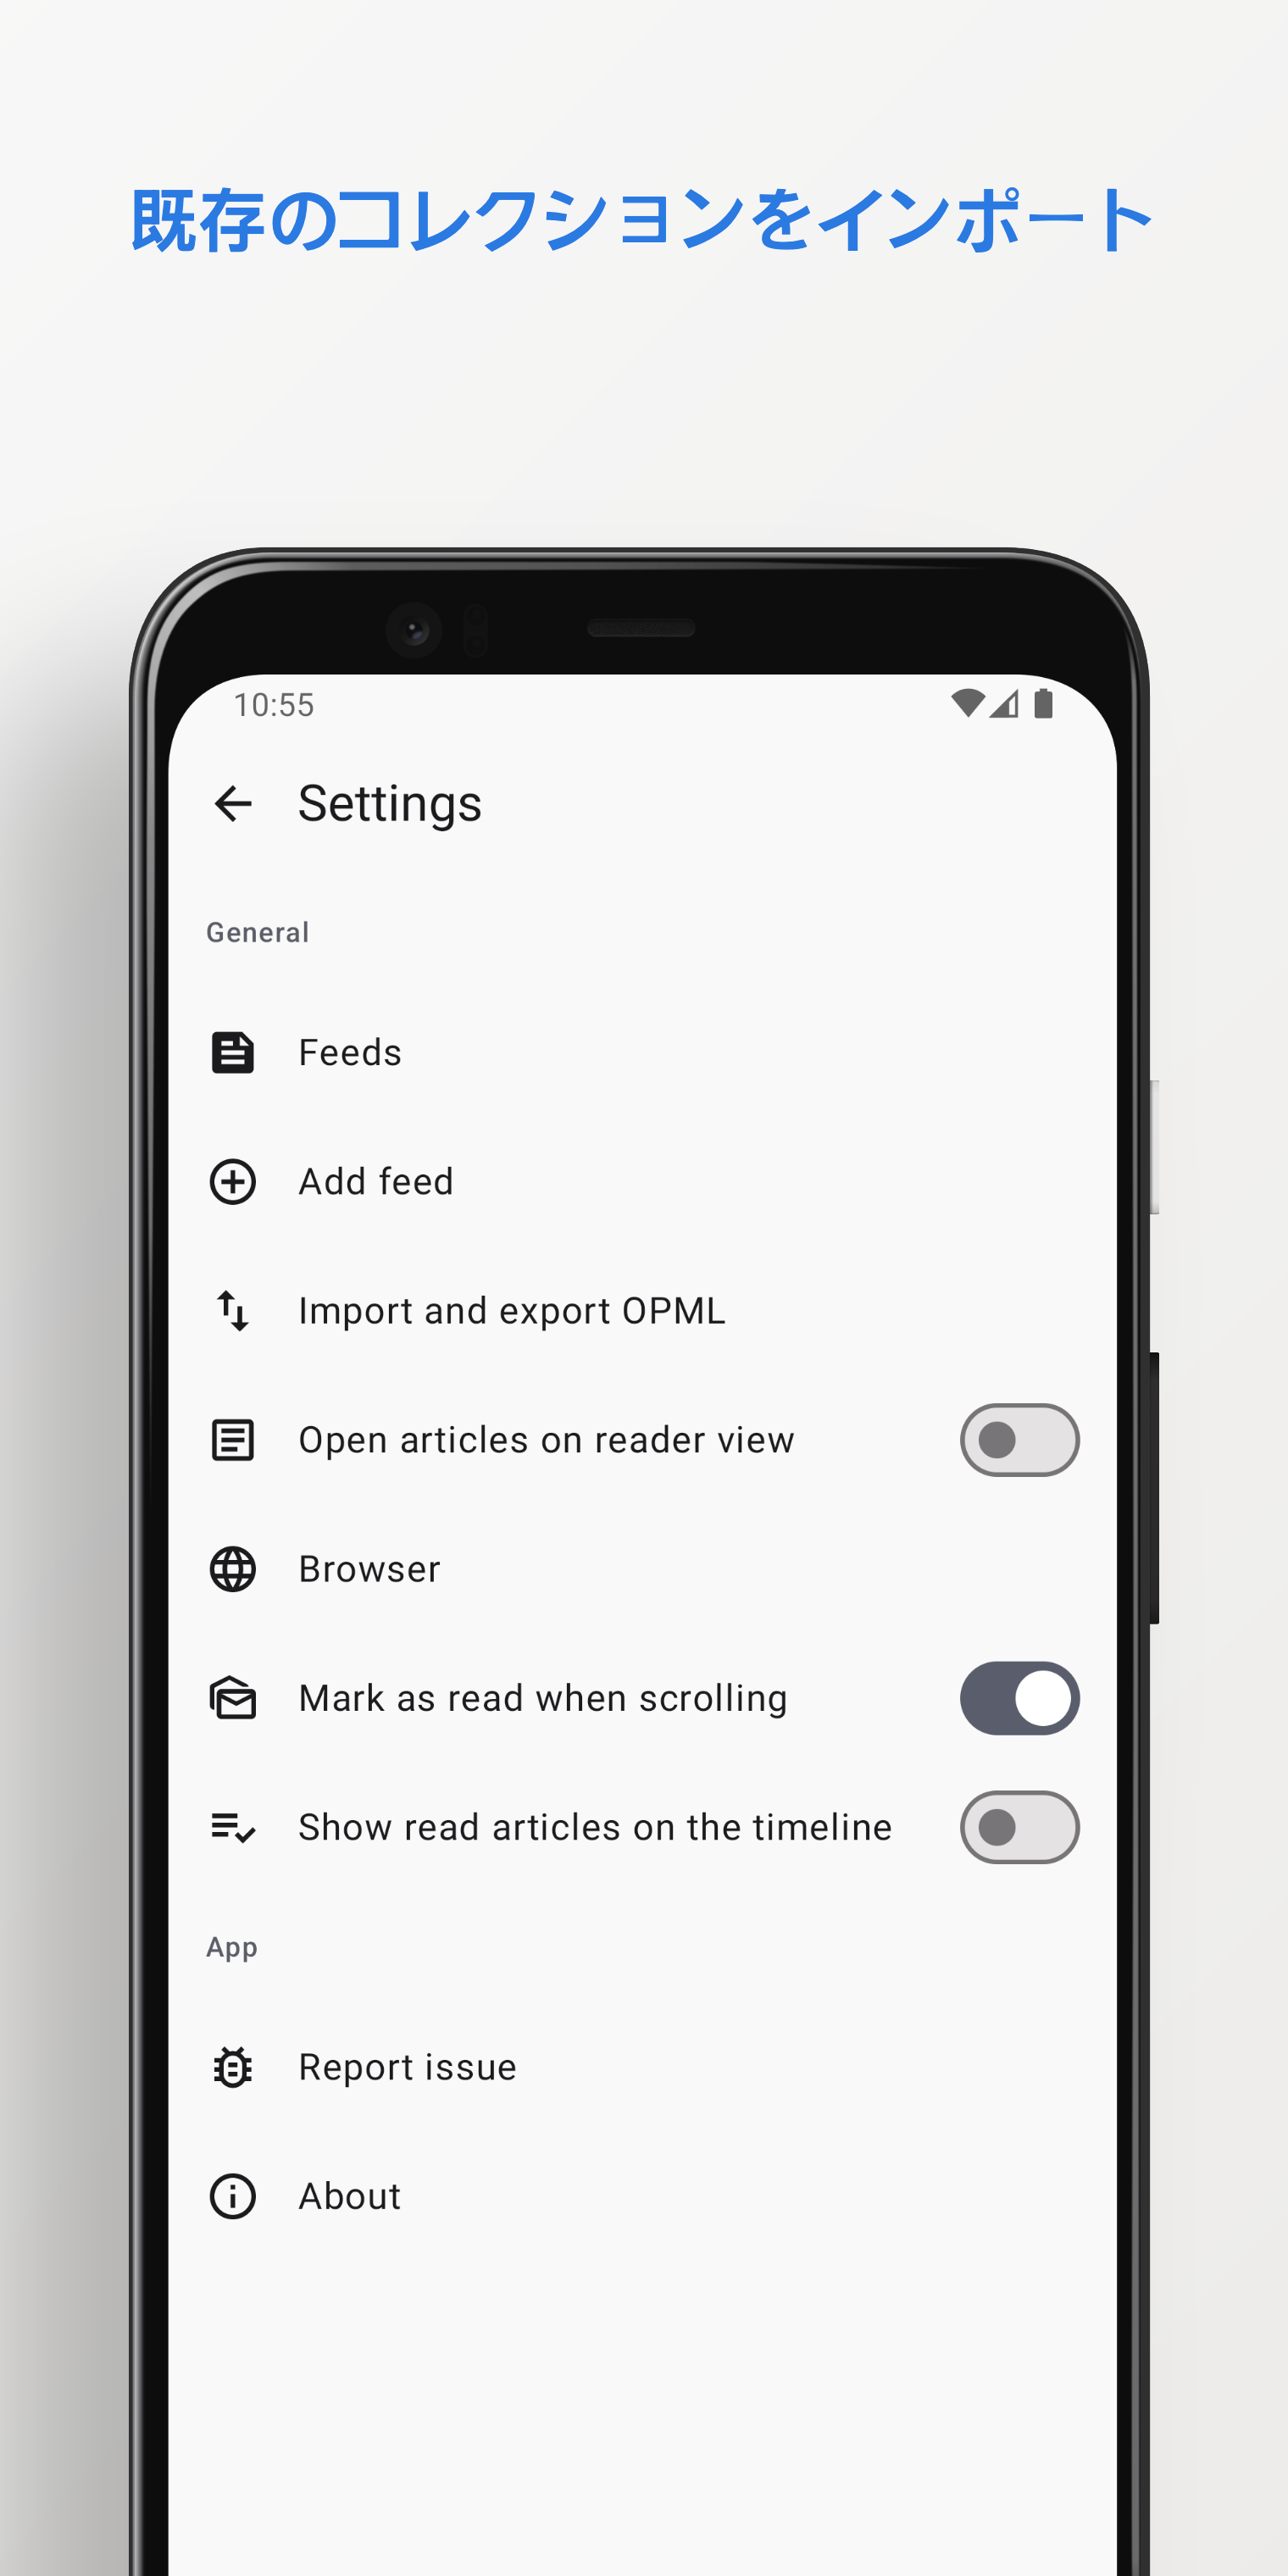 既存のコレクションをインポート
10:55
Settings
General
Feeds
Add feed
Import and export OPML
Open articles on reader view
Browser
Mark as read when scrolling
Show read articles on the timeline
App
Report issue
About